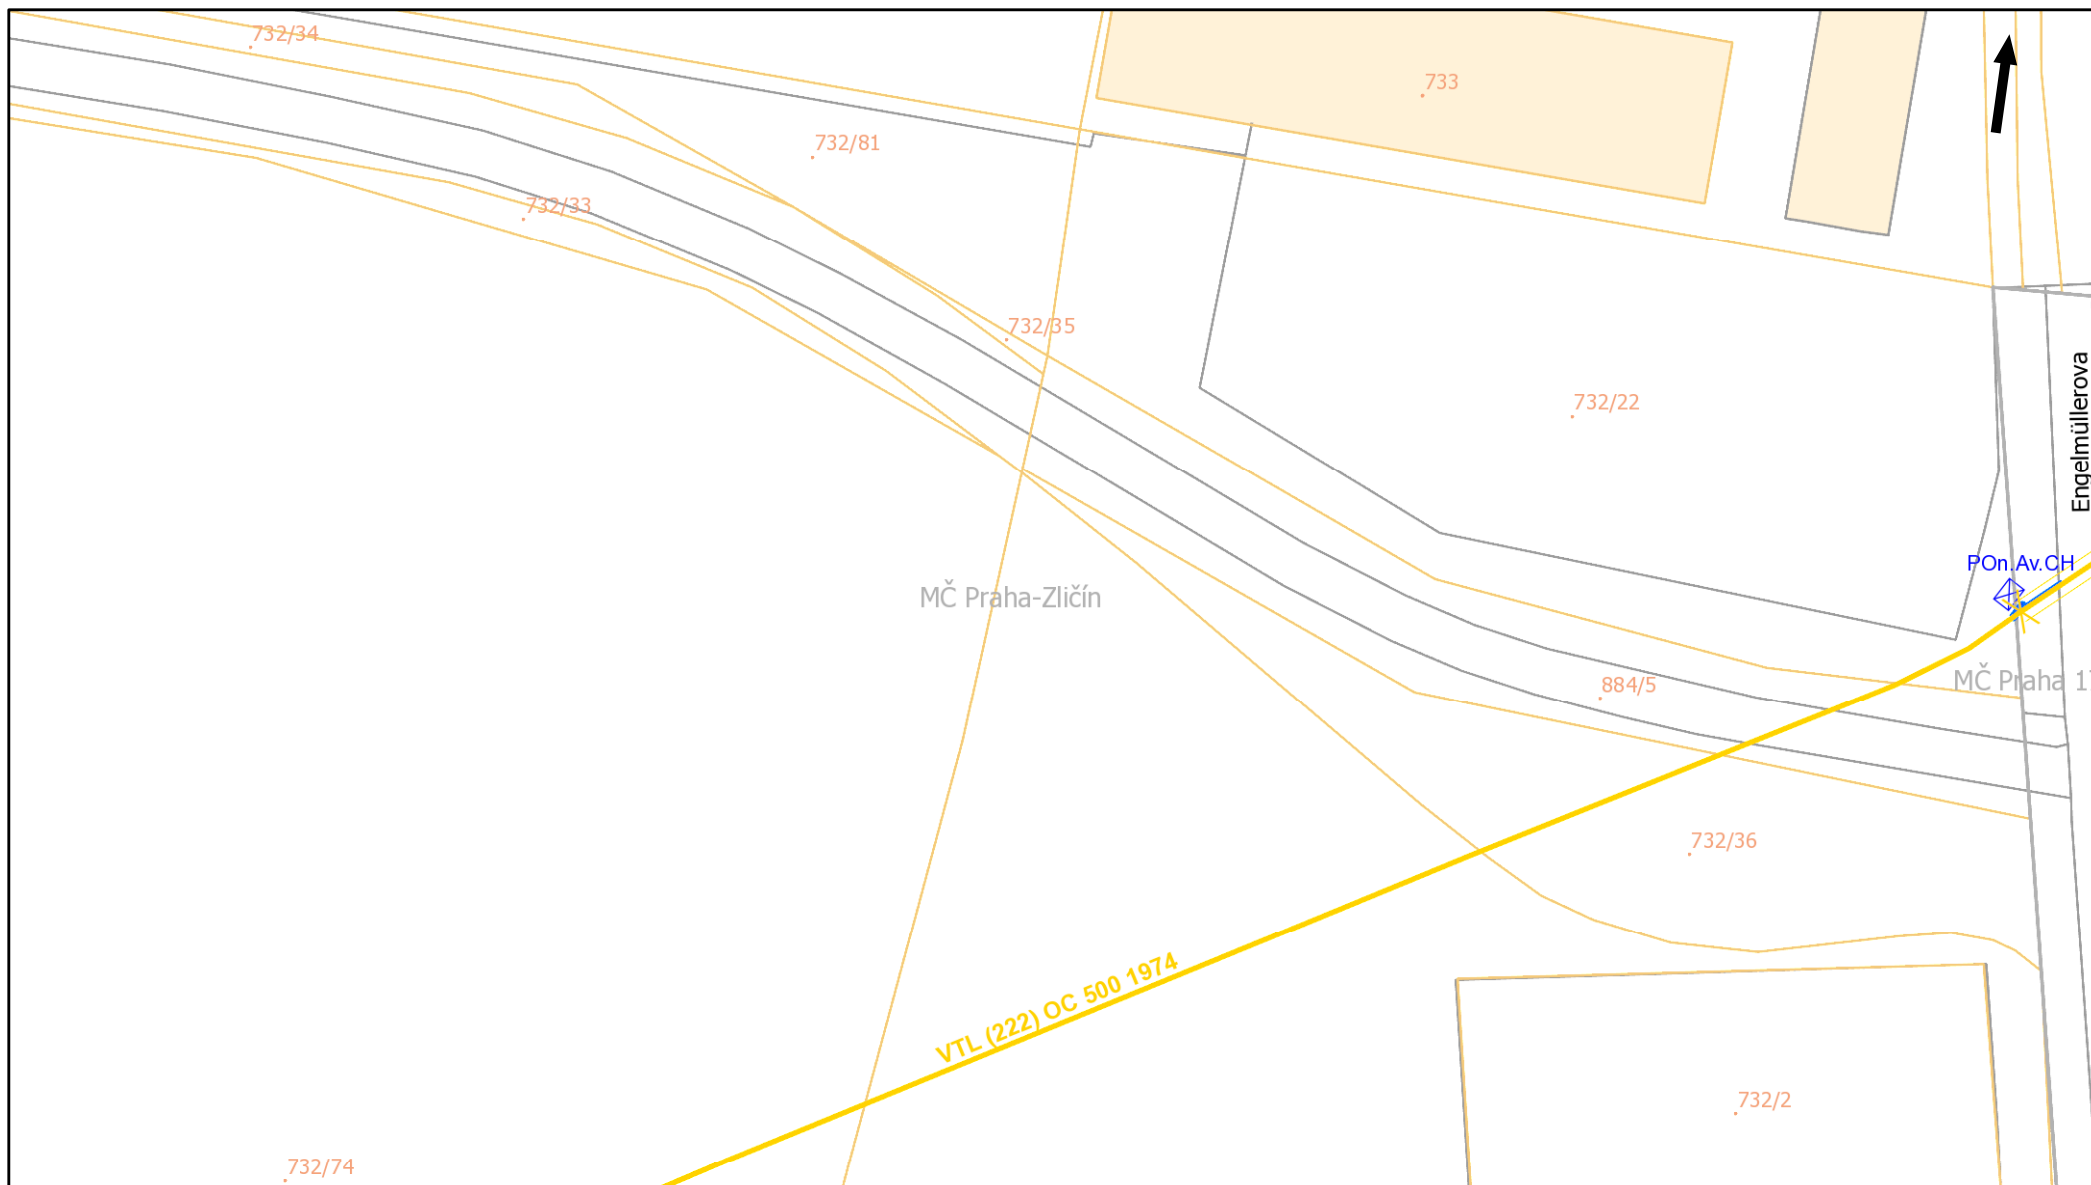 732/34
733
732/81
732/33
732/35
732/22
Engelmüllerova
POn.Av.CH
MČ Praha-Zličín
MČ Praha 17
884/5
732/36
VTL (222) OC 500 1974
732/2
732/74